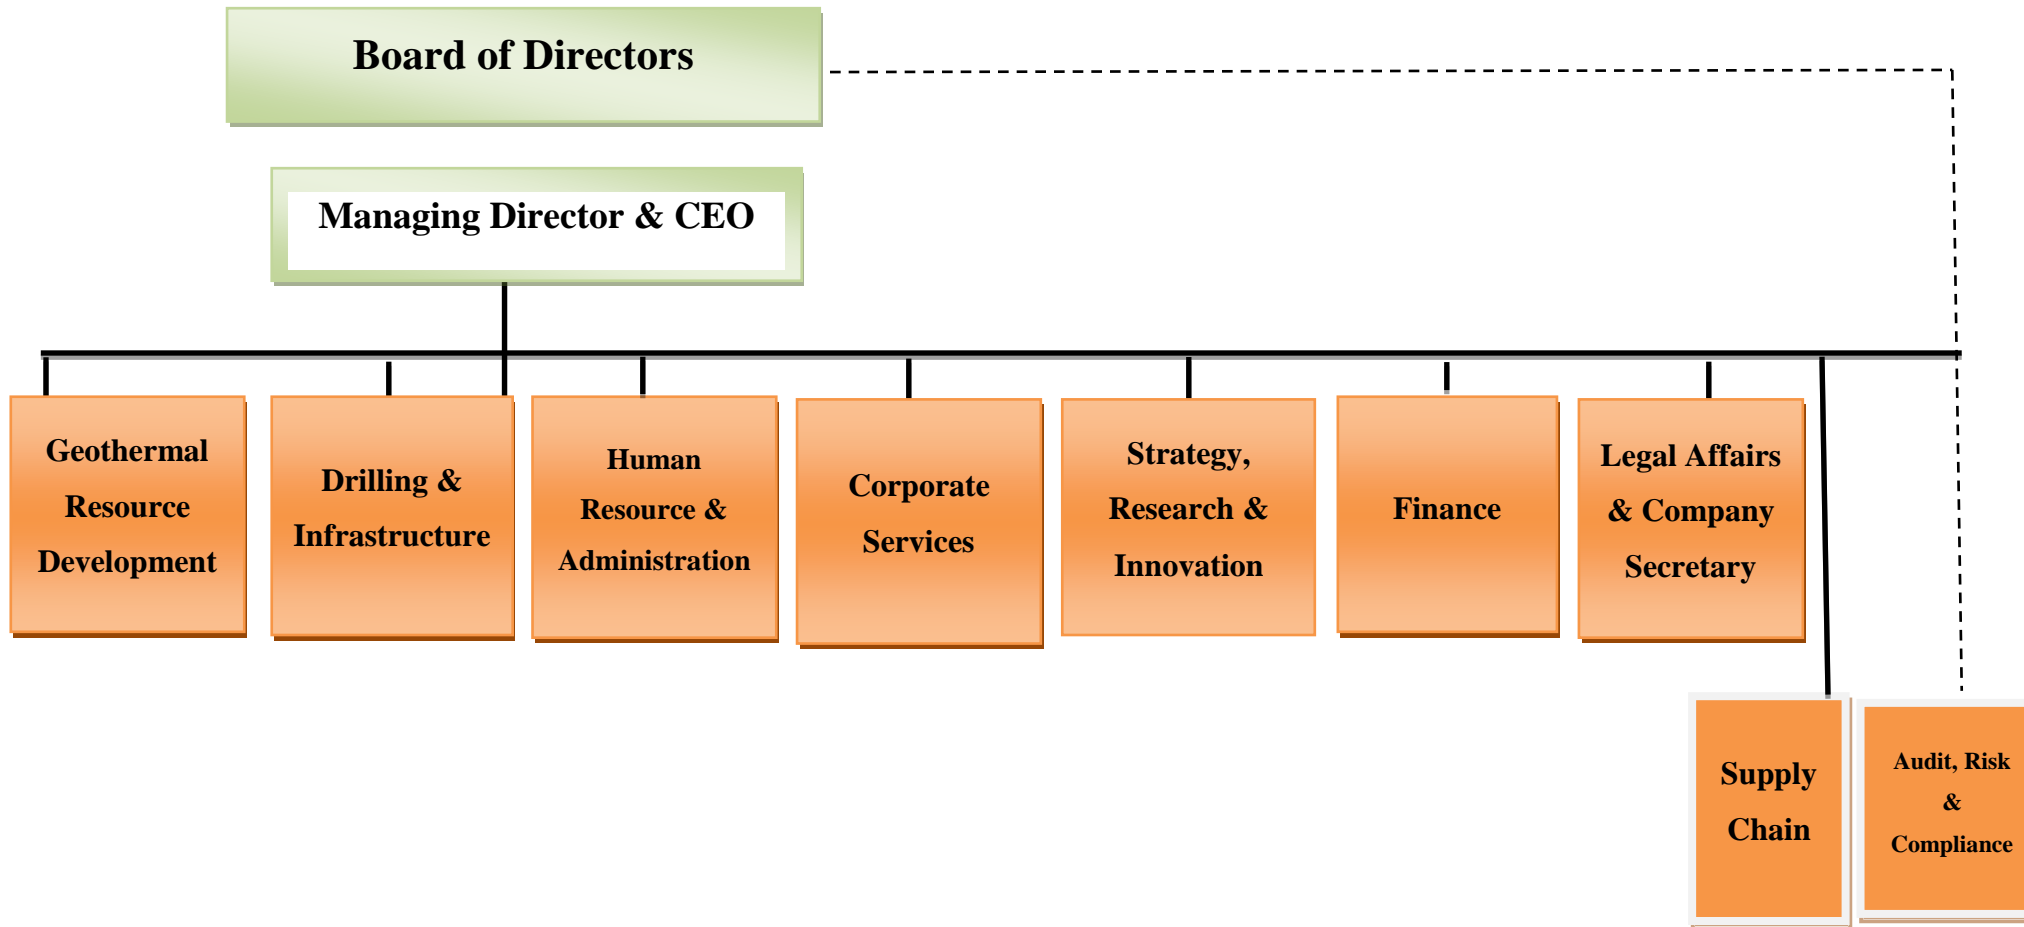 Board of Directors
Managing Director & CEO
Geothermal
Resource
Development
Drilling &
Infrastructure
Human
Resource &
Administration
Corporate
Services
Strategy,
Research &
Innovation
Finance
Legal Affairs
& Company
Secretary
Supply
Chain
Audit, Risk
&
Compliance